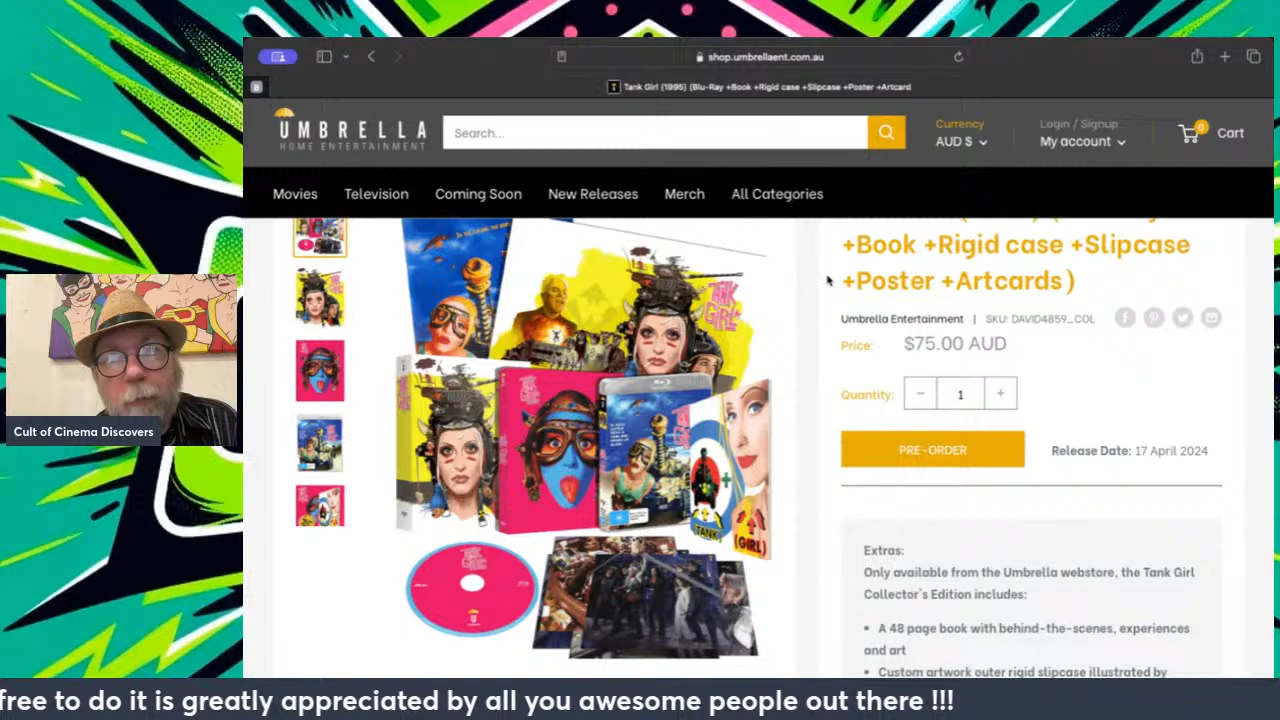 shop.umbrellaent.com.au
Tank Girl (1995) (Blu-Ray +Book +Rigid case +Slipcase +Poster +Artcard
UMBRELLA
HOME ENTERTAINMENT
Search...
Currency
AUD $
Login / Signup
My account
0
Cart
Movies
Television
Coming Soon
New Releases
Merch
All Categories
+Book +Rigid case +Slipcase
+Poster +Artcards)
Umbrella Entertainment | SKU: DAVID4859_COL
Price: $75.00 AUD
Quantity: − 1 +
PRE-ORDER
Release Date: 17 April 2024
Extras:
Only available from the Umbrella webstore, the Tank Girl
Collector's Edition includes:
• A 48 page book with behind-the-scenes, experiences
and art
• Custom artwork outer rigid slipcase illustrated by
TANK
GIRL
TANK
(GIRL)
Cult of Cinema Discovers
free to do it is greatly appreciated by all you awesome people out there !!!